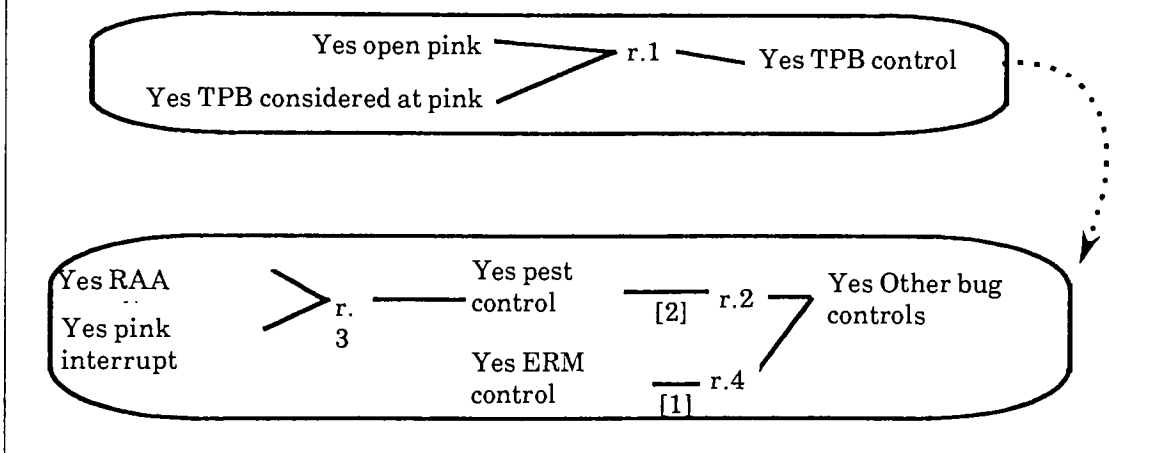 Yes open pink
r.1
Yes TPB control
Yes TPB considered at pink
Yes RAA
Yes pink
interrupt
r.
3
Yes pest
control
[2]
r.2
Yes Other bug
controls
Yes ERM
control
[1]
r.4